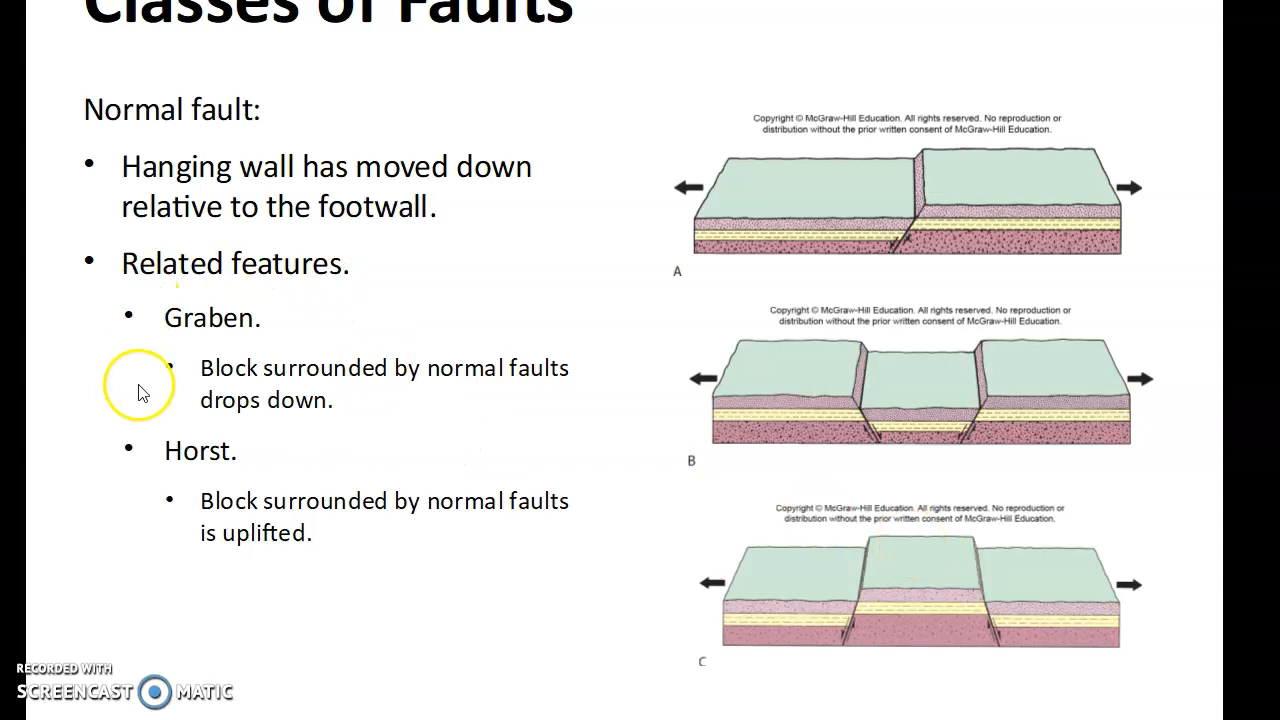 Classes of Faults
Normal fault:
• Hanging wall has moved down
relative to the footwall.
• Related features.
• Graben.
• Block surrounded by normal faults
drops down.
• Horst.
• Block surrounded by normal faults
is uplifted.
Copyright © McGraw-Hill Education. All rights reserved. No reproduction or
distribution without the prior written consent of McGraw-Hill Education.
A
Copyright © McGraw-Hill Education. All rights reserved. No reproduction or
distribution without the prior written consent of McGraw-Hill Education.
B
Copyright © McGraw-Hill Education. All rights reserved. No reproduction or
distribution without the prior written consent of McGraw-Hill Education.
C
RECORDED WITH
SCREENCAST MATIC